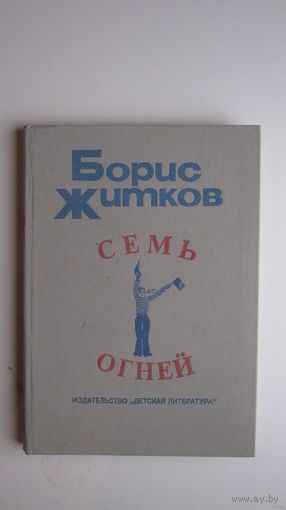 Борис
Житков
СЕМЬ
ОГНЕЙ
ИЗДАТЕЛЬСТВО „ДЕТСКАЯ ЛИТЕРАТУРА"
www.ay.by